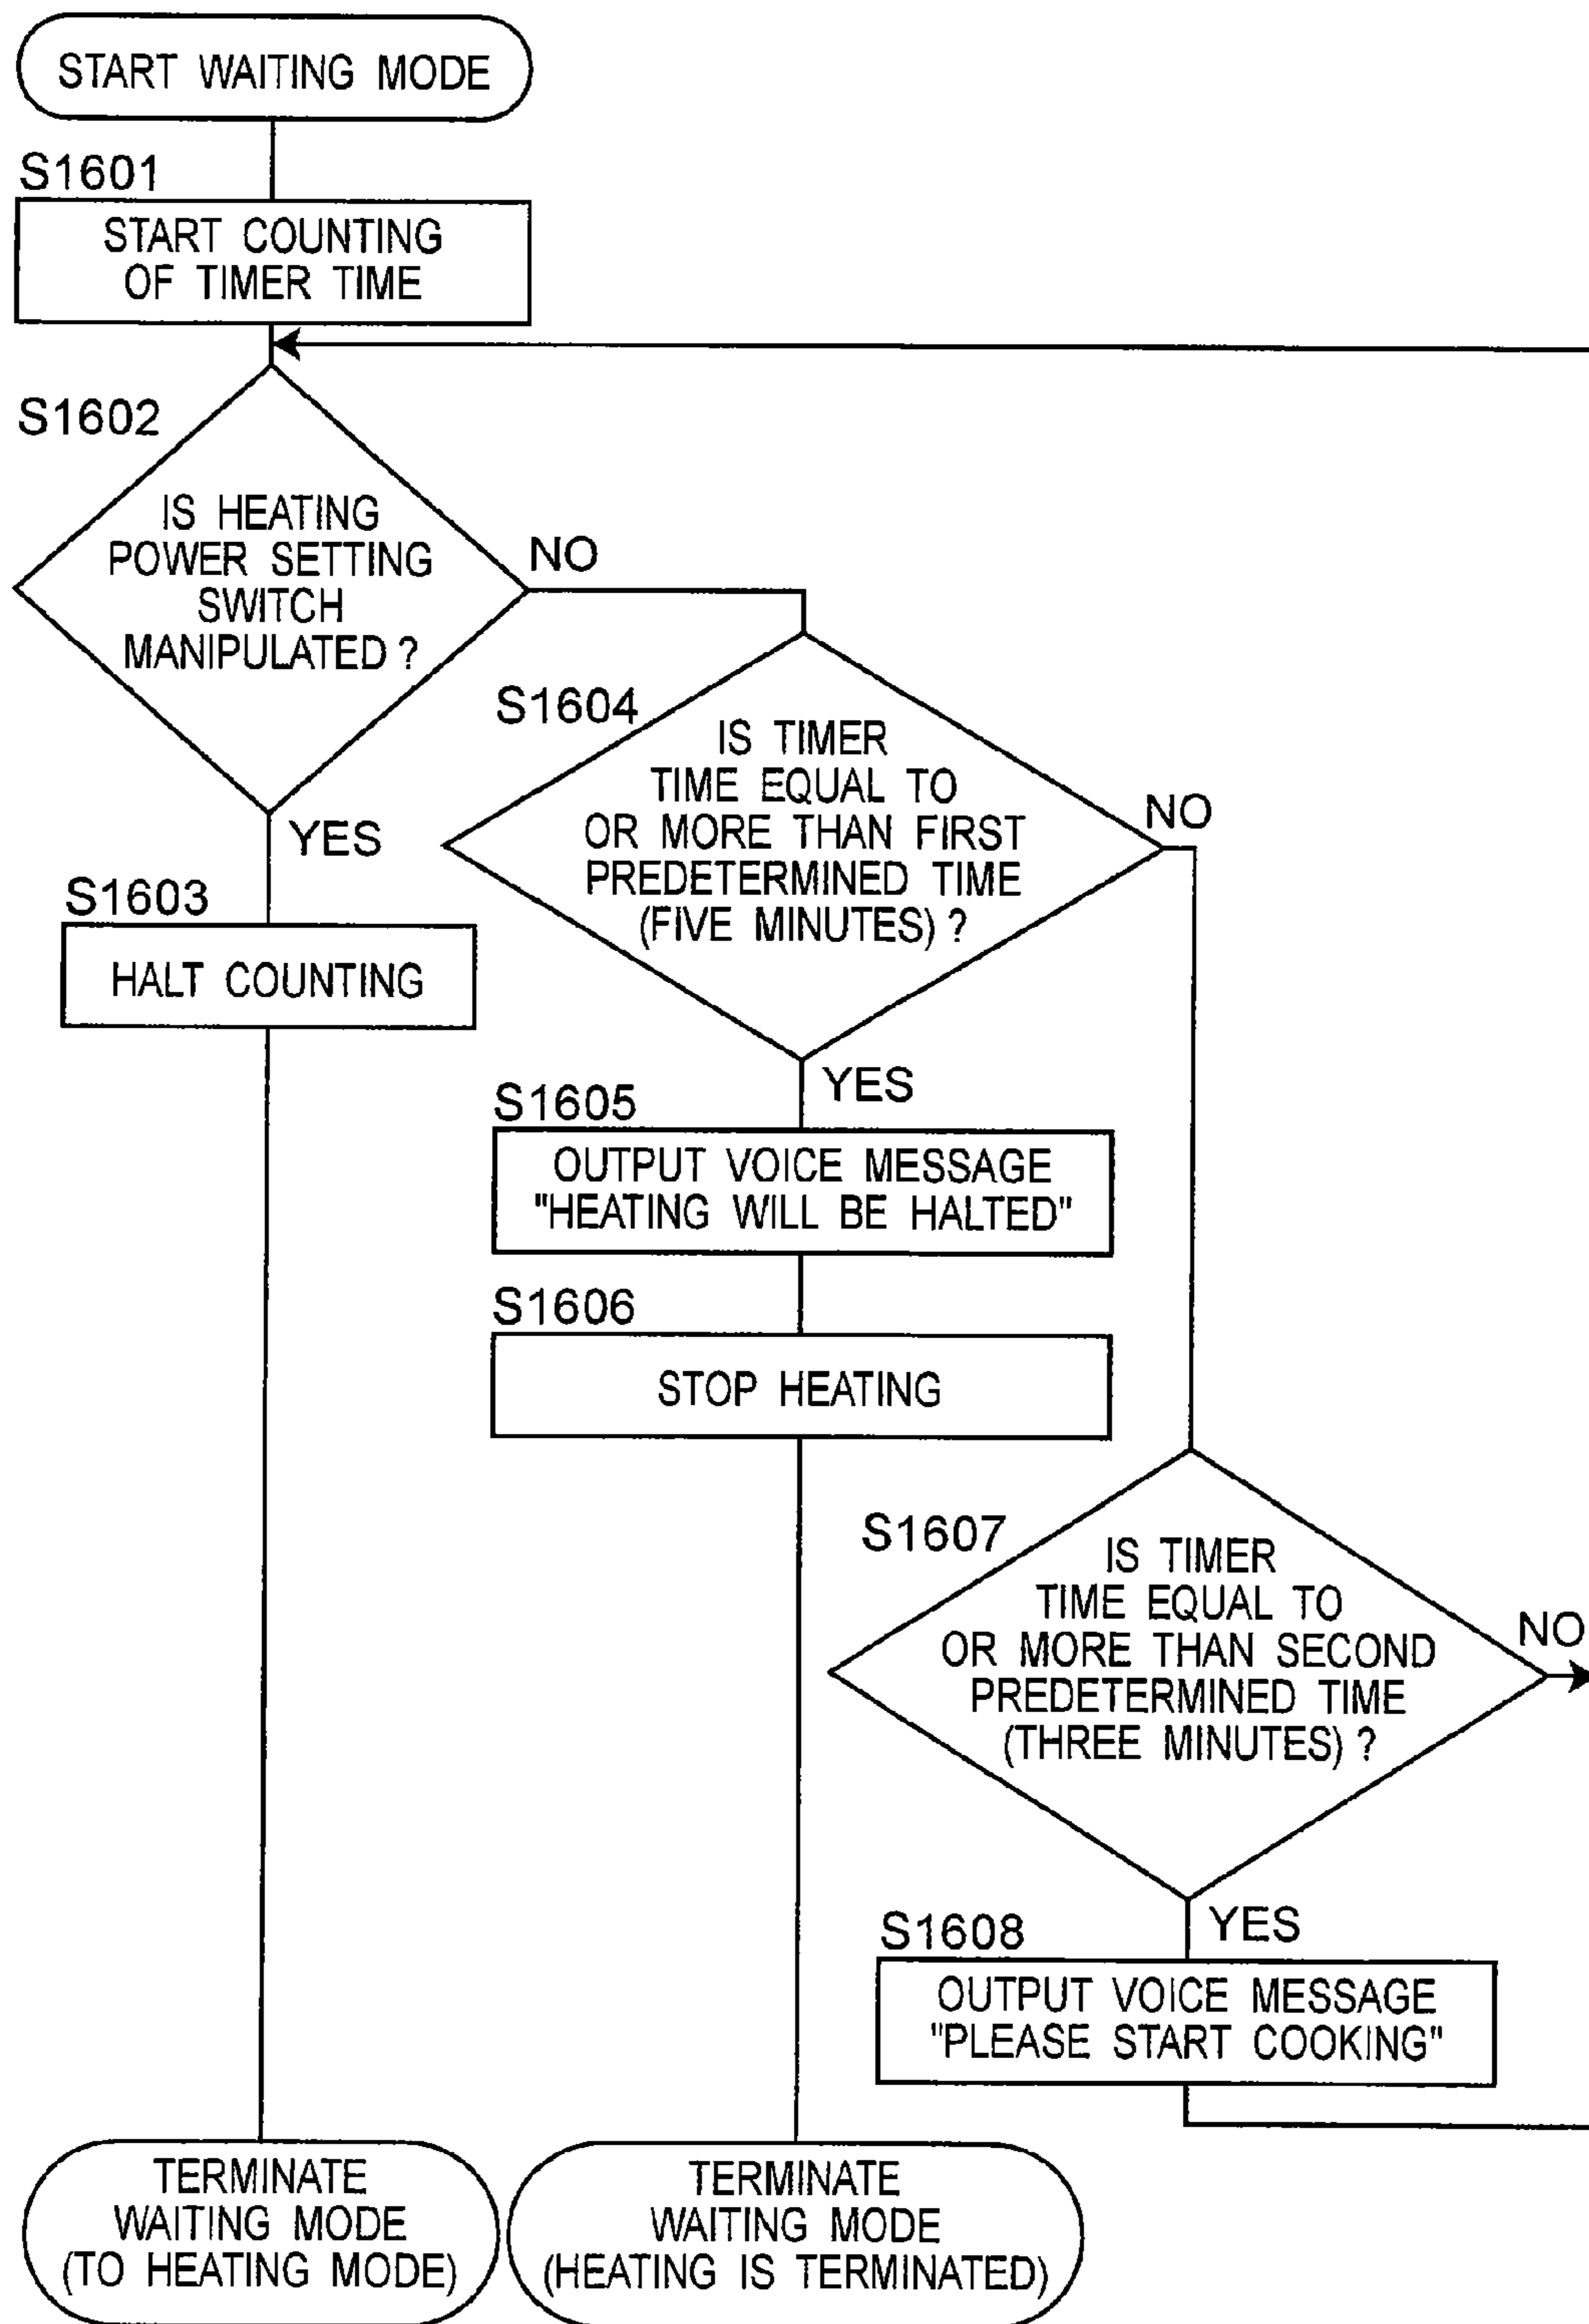 START WAITING MODE
S1601
START COUNTING
OF TIMER TIME
S1602
IS HEATING
POWER SETTING
SWITCH
MANIPULATED ?
NO
YES
S1603
HALT COUNTING
S1604
IS TIMER
TIME EQUAL TO
OR MORE THAN FIRST
PREDETERMINED TIME
(FIVE MINUTES) ?
NO
YES
S1605
OUTPUT VOICE MESSAGE
"HEATING WILL BE HALTED"
S1606
STOP HEATING
S1607
IS TIMER
TIME EQUAL TO
OR MORE THAN SECOND
PREDETERMINED TIME
(THREE MINUTES) ?
NO
YES
S1608
OUTPUT VOICE MESSAGE
"PLEASE START COOKING"
TERMINATE
WAITING MODE
(TO HEATING MODE)
TERMINATE
WAITING MODE
(HEATING IS TERMINATED)